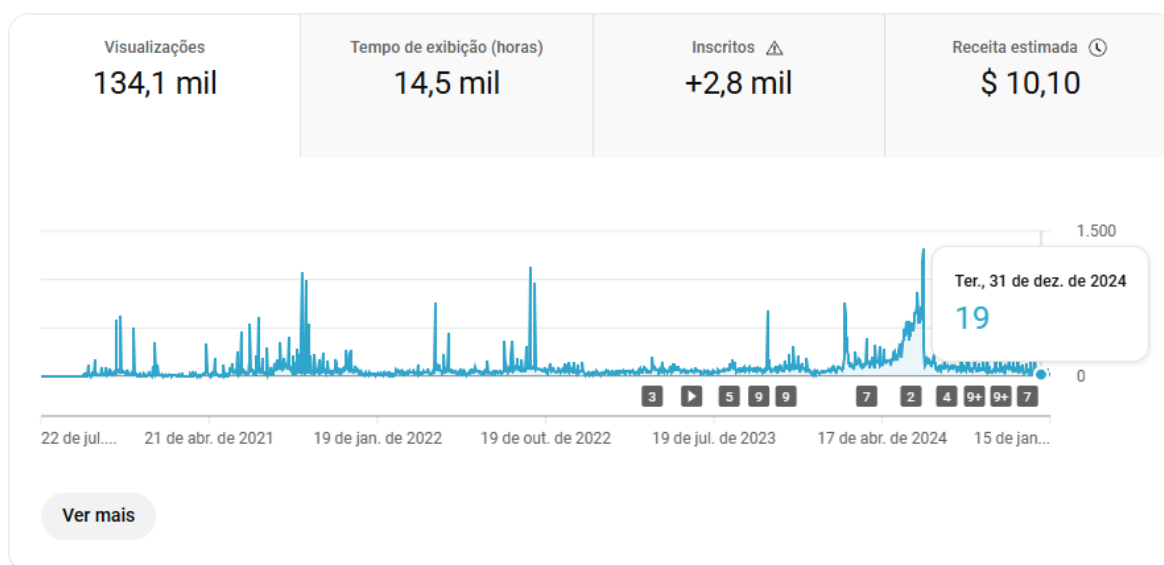 Visualizações
134,1 mil
Tempo de exibição (horas)
14,5 mil
Inscritos
+2,8 mil
Receita estimada
$ 10,10
1.500
Ter., 31 de dez. de 2024
19
0
3 5 9 9 7 2 4 9+ 9+ 7
22 de jul.... 21 de abr. de 2021 19 de jan. de 2022 19 de out. de 2022 19 de jul. de 2023 17 de abr. de 2024 15 de jan...
Ver mais